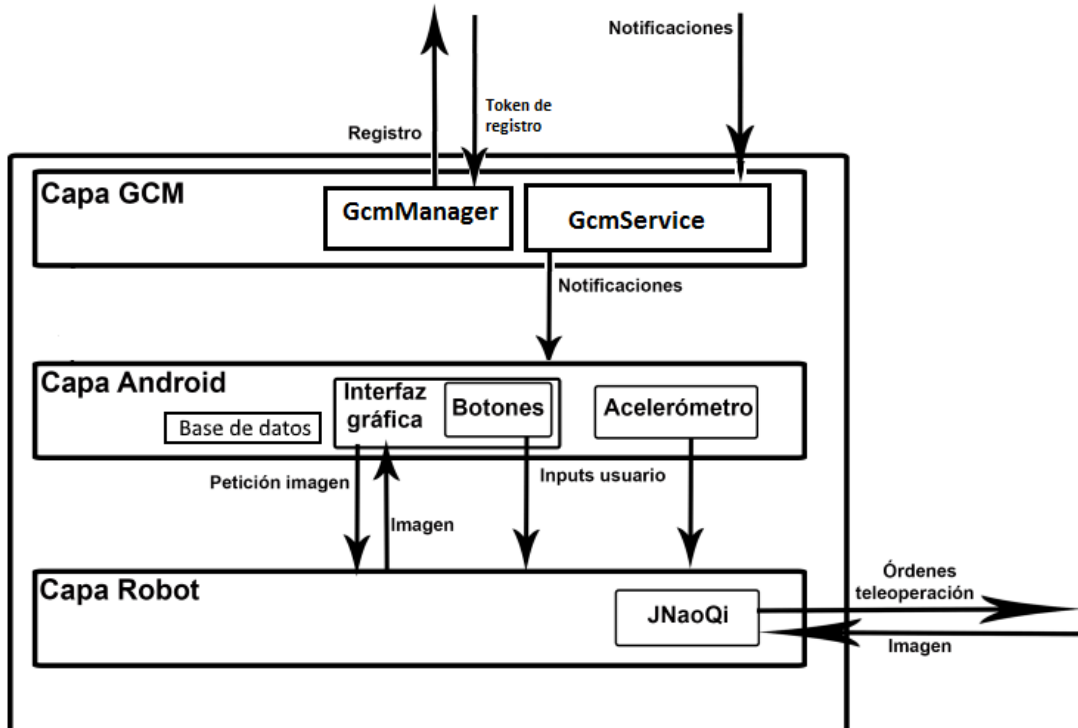 Notificaciones
Token de
registro
Registro
Capa GCM
GcmManager
GcmService
Notificaciones
Capa Android
Interfaz
gráfica
Botones
Acelerómetro
Base de datos
Petición imagen
Inputs usuario
Imagen
Capa Robot
JNaoQi
Órdenes
teleoperación
Imagen